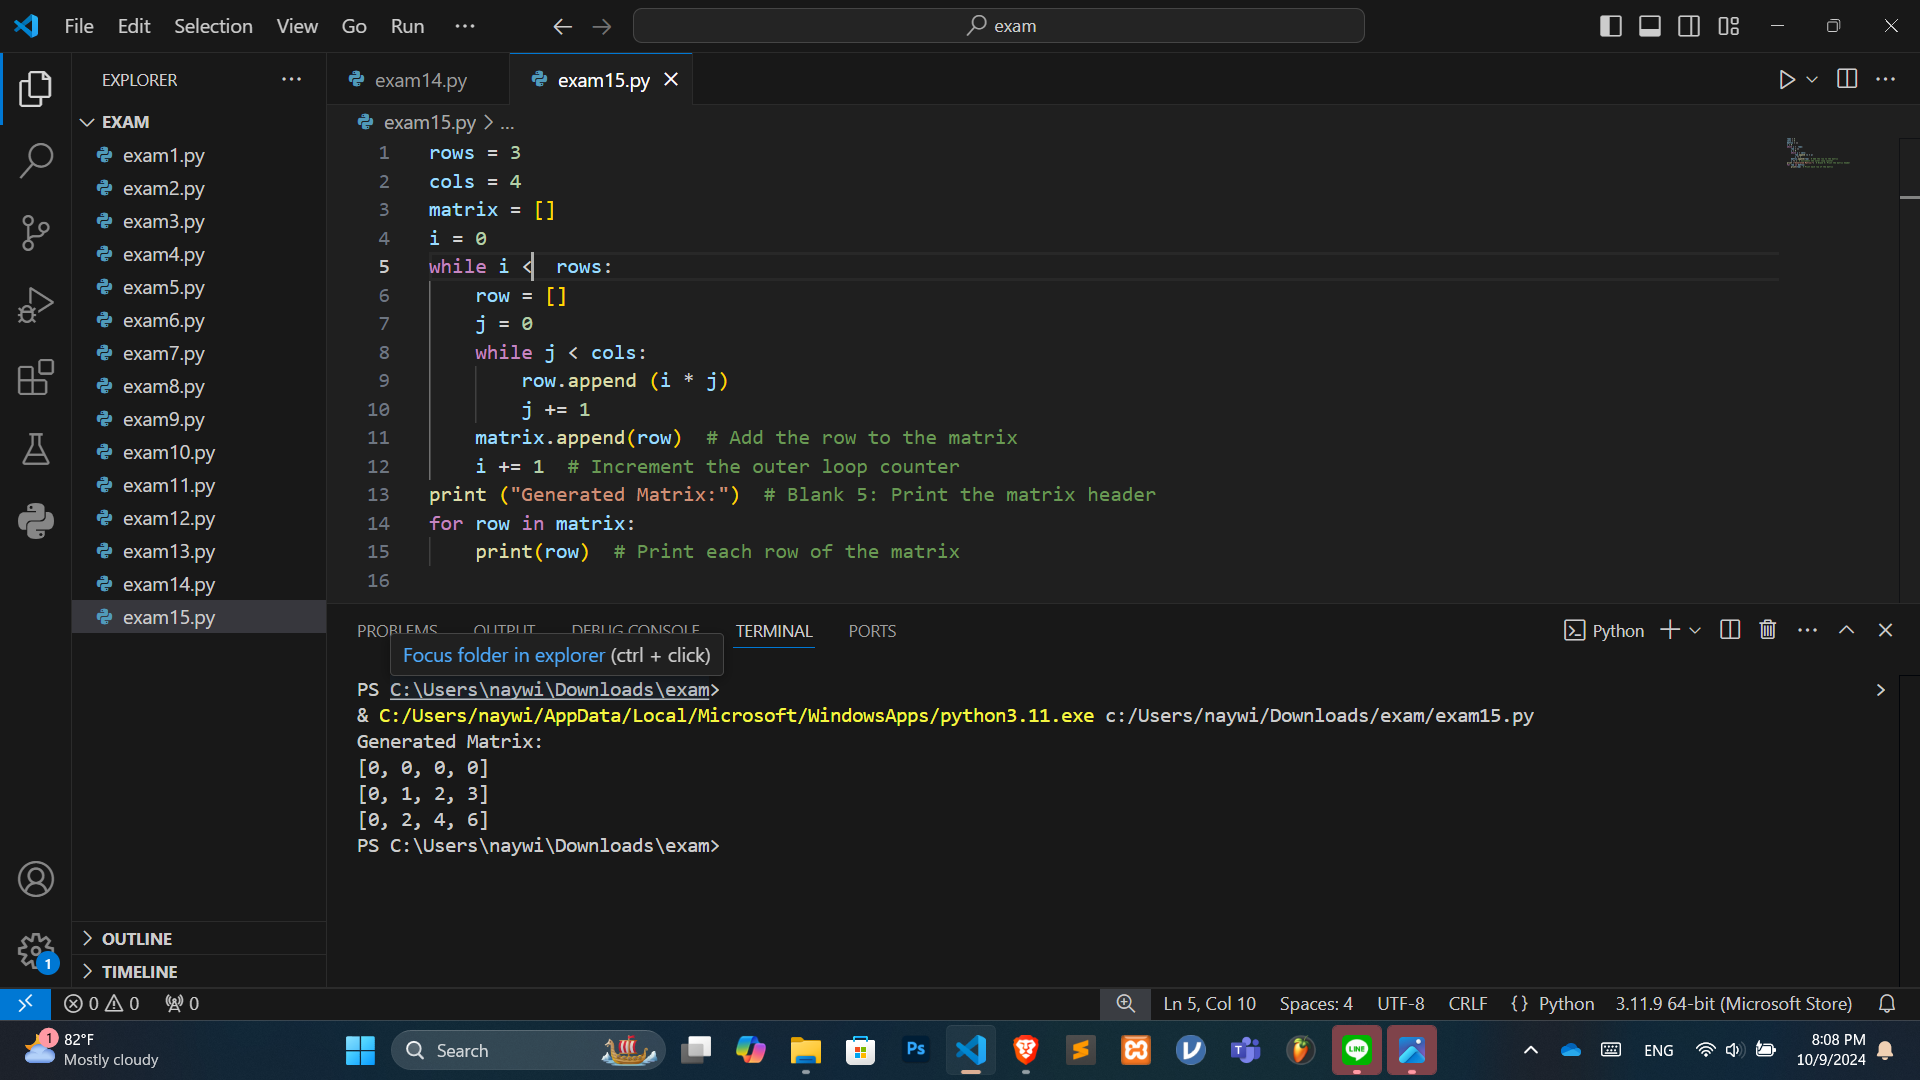 File Edit Selection View Go Run ··· exam
EXPLORER ···
exam14.py exam15.py
exam15.py > ...
EXAM
exam1.py
exam2.py
exam3.py
exam4.py
exam5.py
exam6.py
exam7.py
exam8.py
exam9.py
exam10.py
exam11.py
exam12.py
exam13.py
exam14.py
exam15.py
OUTLINE
TIMELINE
1 rows = 3
2 cols = 4
3 matrix = []
4 i = 0
5 while i <  rows:
6     row = []
7     j = 0
8     while j < cols:
9         row.append (i * j)
10         j += 1
11     matrix.append(row)  # Add the row to the matrix
12     i += 1  # Increment the outer loop counter
13 print ("Generated Matrix:")  # Blank 5: Print the matrix header
14 for row in matrix:
15     print(row)  # Print each row of the matrix
16
PROBLEMS OUTPUT DEBUG CONSOLE TERMINAL PORTS Python
Focus folder in explorer (ctrl + click)
PS C:\Users\naywi\Downloads\exam>
& C:/Users/naywi/AppData/Local/Microsoft/WindowsApps/python3.11.exe c:/Users/naywi/Downloads/exam/exam15.py
Generated Matrix:
[0, 0, 0, 0]
[0, 1, 2, 3]
[0, 2, 4, 6]
PS C:\Users\naywi\Downloads\exam>
1
0 0 0 Ln 5, Col 10 Spaces: 4 UTF-8 CRLF {} Python 3.11.9 64-bit (Microsoft Store)
1 82°F
Mostly cloudy
Search
Ps
LINE
ENG
8:08 PM
10/9/2024